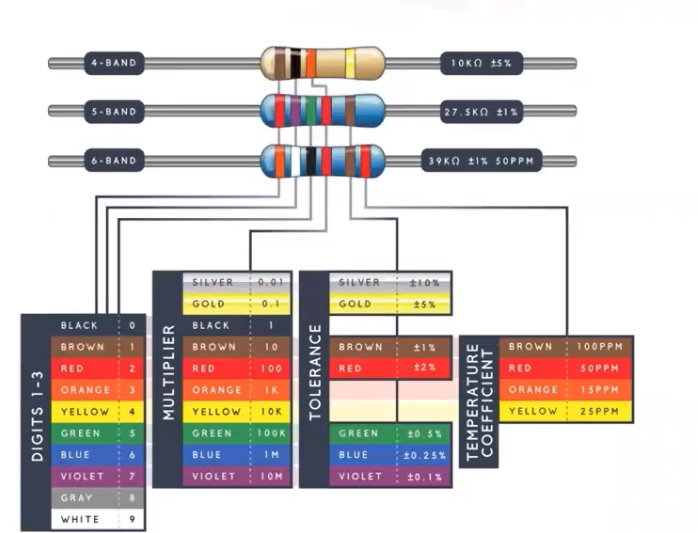 4-BAND 10KΩ ±5%
5-BAND 27.5KΩ ±1%
6-BAND 39KΩ ±1% 50PPM
DIGITS 1-3
BLACK 0
BROWN 1
RED 2
ORANGE 3
YELLOW 4
GREEN 5
BLUE 6
VIOLET 7
GRAY 8
WHITE 9
MULTIPLIER
SILVER 0.01
GOLD 0.1
BLACK 1
BROWN 10
RED 100
ORANGE 1K
YELLOW 10K
GREEN 100K
BLUE 1M
VIOLET 10M
TOLERANCE
SILVER ±10%
GOLD ±5%
BROWN ±1%
RED ±2%
GREEN ±0.5%
BLUE ±0.25%
VIOLET ±0.1%
TEMPERATURE
COEFFICIENT
BROWN 100PPM
RED 50PPM
ORANGE 15PPM
YELLOW 25PPM